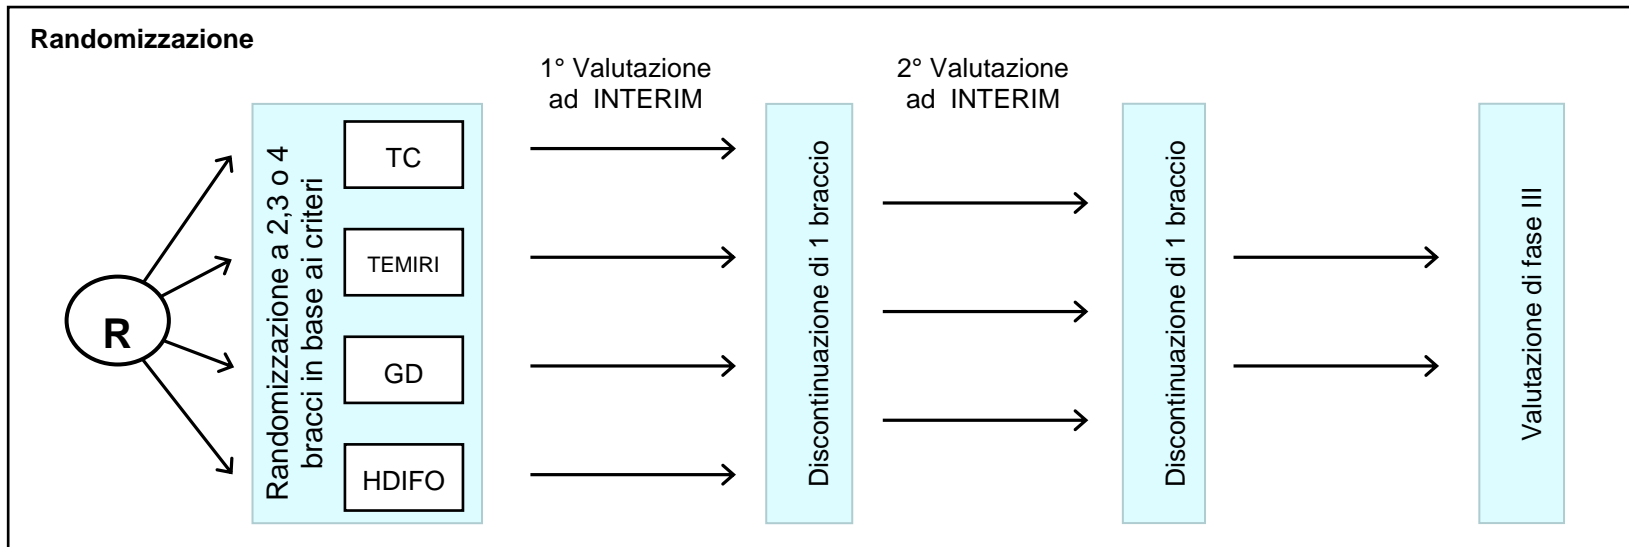 Randomizzazione
1° Valutazione
ad INTERIM
2° Valutazione
ad INTERIM
R
Randomizzazione a 2,3 o 4
bracci in base ai criteri
TC
TEMIRI
GD
HDIFO
Discontinuazione di 1 braccio
Discontinuazione di 1 braccio
Valutazione di fase III